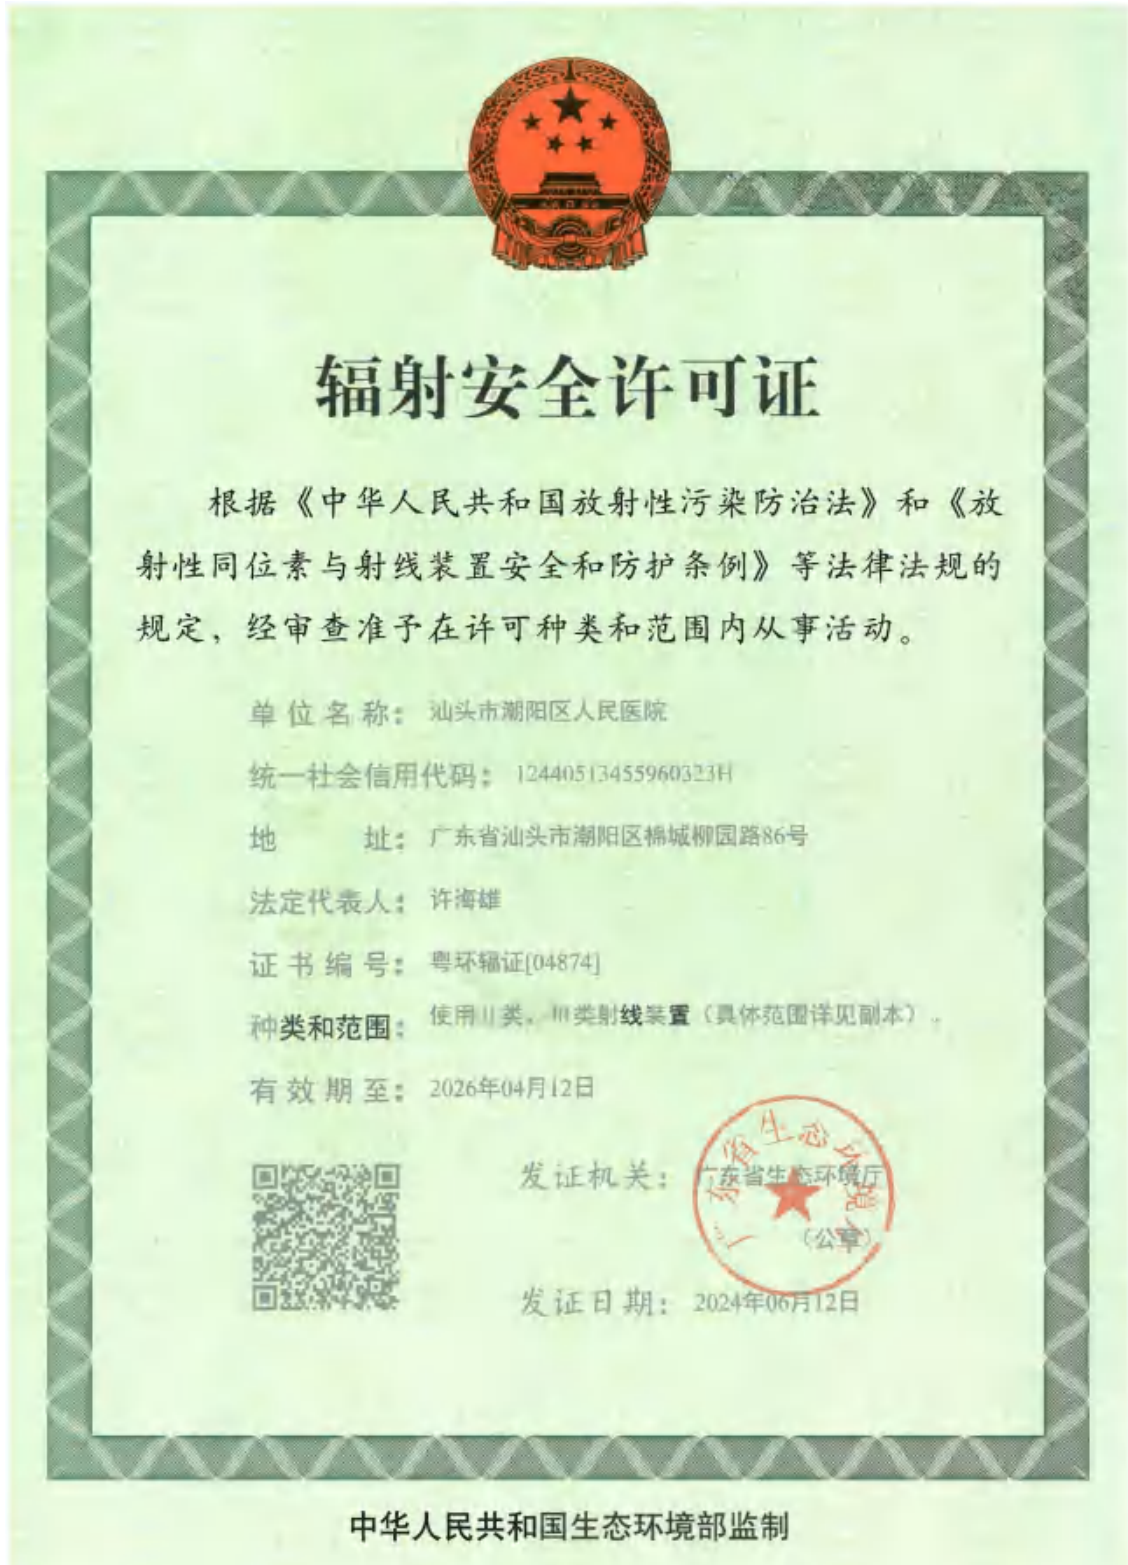 辐射安全许可证
根据《中华人民共和国放射性污染防治法》和《放
射性同位素与射线装置安全和防护条例》等法律法规的
规定，经审查准予在许可种类和范围内从事活动。
单位名称：汕头市潮阳区人民医院
统一社会信用代码：12440513455960323H
地 址：广东省汕头市潮阳区棉城柳园路86号
法定代表人：许海雄
证书编号：粤环辐证[04874]
种类和范围：使用Ⅱ类、Ⅲ类射线装置（具体范围详见副本）。
有效期至：2026年04月12日
发证机关：广东省生态环境厅
广东省生态环境厅
（公章）
发证日期：2024年06月12日
中华人民共和国生态环境部监制